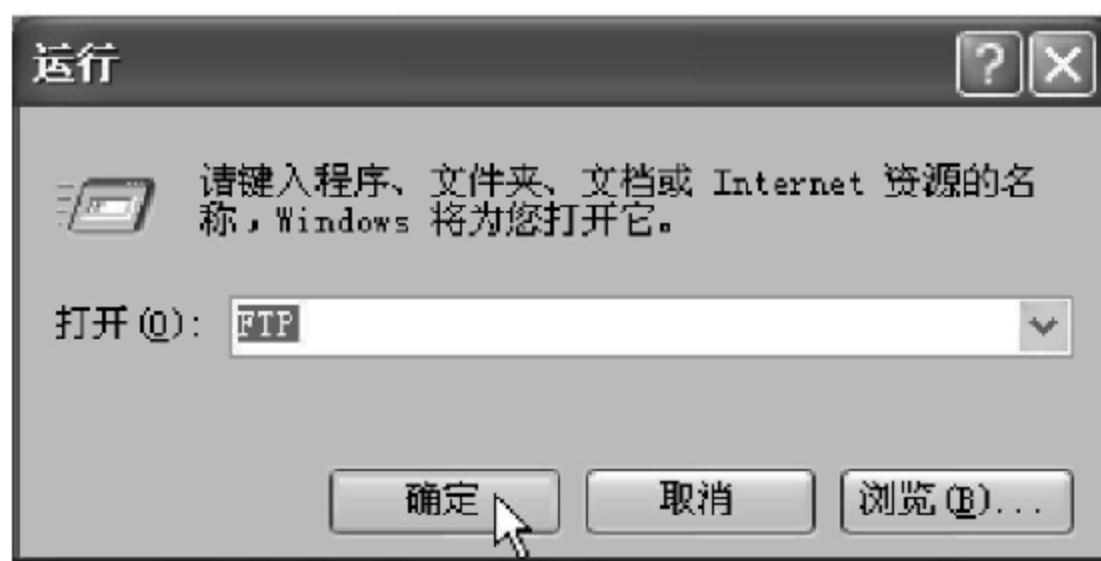 运行
请键入程序、文件夹、文档或 Internet 资源的名
称,Windows 将为您打开它。
打开(O): FTP
确定 取消 浏览(B)...